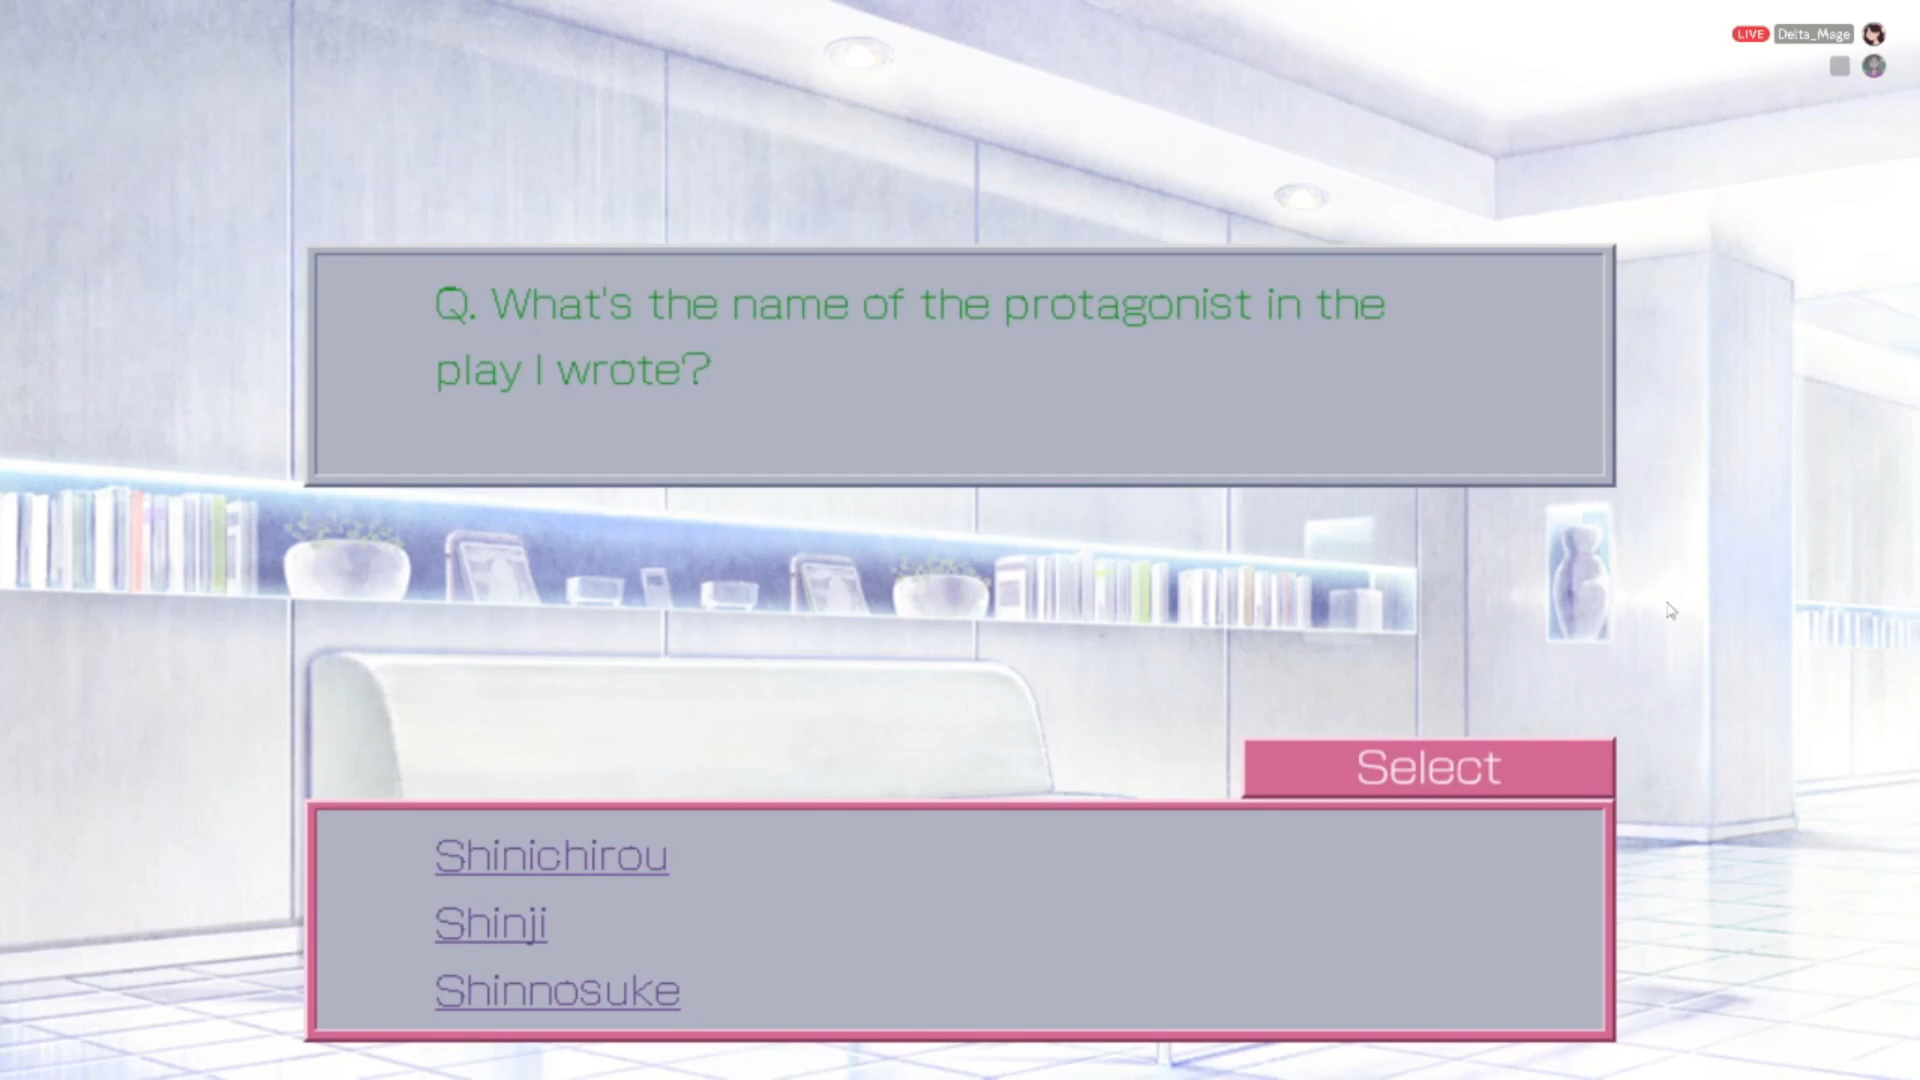 LIVE Delta_Mage
Q. What's the name of the protagonist in the
play I wrote?
Select
Shinichirou
Shinji
Shinnosuke